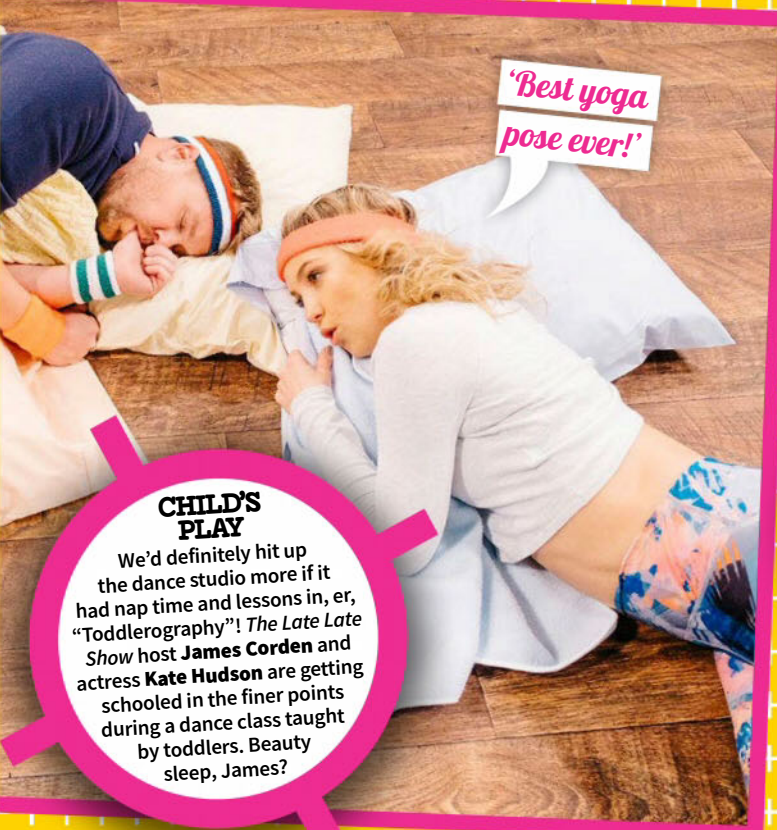 ‘Best yoga
pose ever!’
CHILD’S
PLAY
We’d definitely hit up
the dance studio more if it
had nap time and lessons in, er,
“Toddlerography”! The Late Late
Show host James Corden and
actress Kate Hudson are getting
schooled in the finer points
during a dance class taught
by toddlers. Beauty
sleep, James?